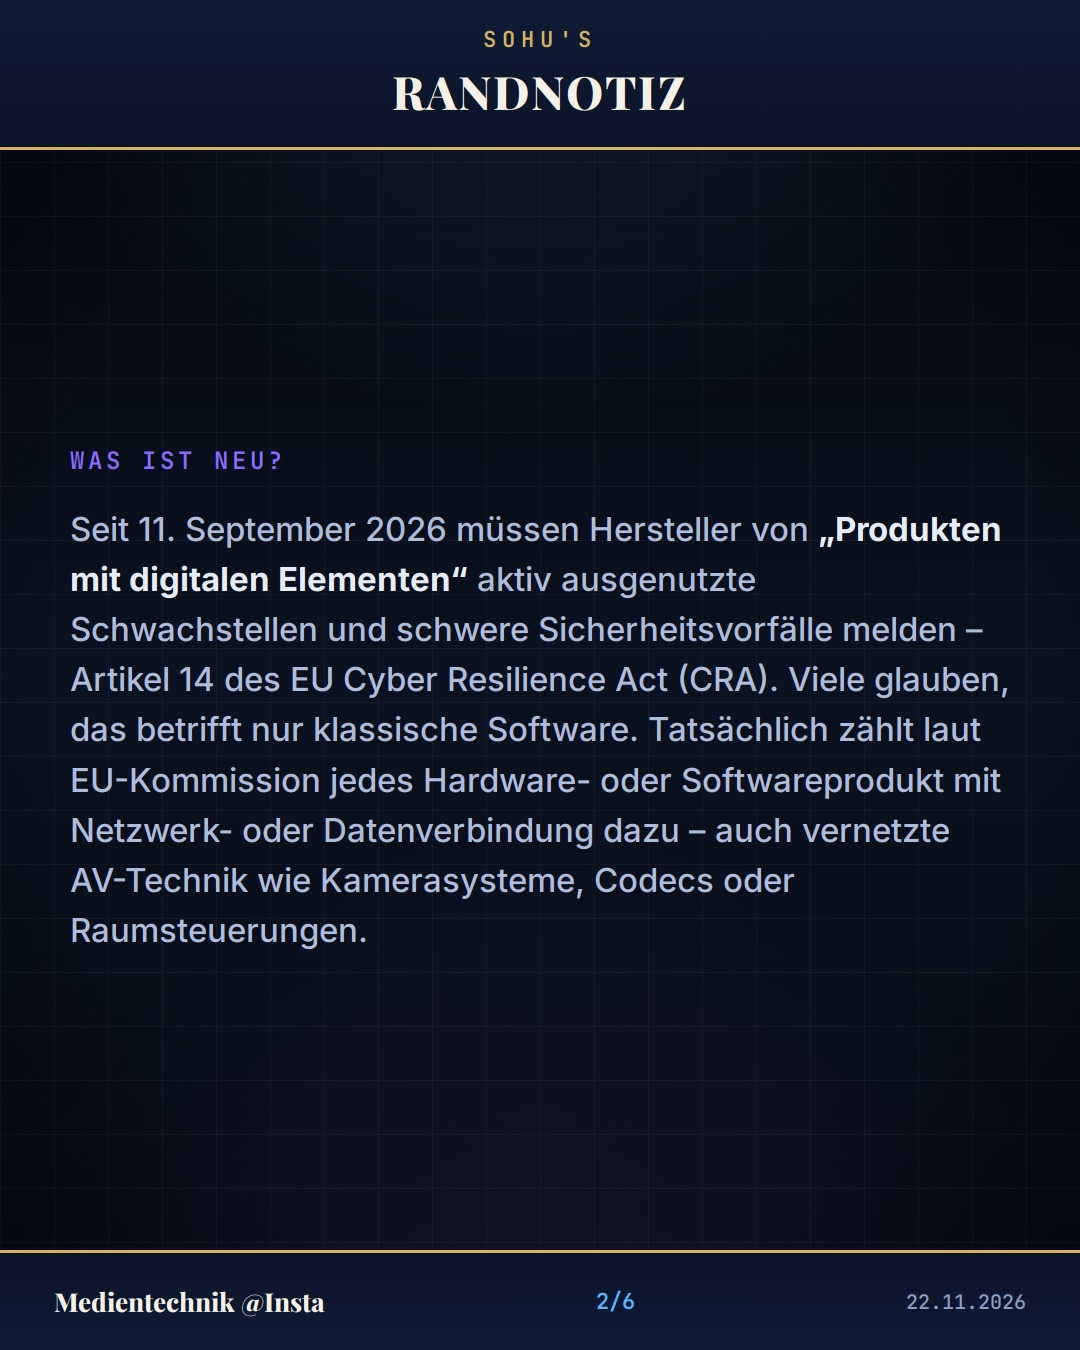 SOHU'S
RANDNOTIZ
WAS IST NEU?
Seit 11. September 2026 müssen Hersteller von „Produkten
mit digitalen Elementen“ aktiv ausgenutzte
Schwachstellen und schwere Sicherheitsvorfälle melden –
Artikel 14 des EU Cyber Resilience Act (CRA). Viele glauben,
das betrifft nur klassische Software. Tatsächlich zählt laut
EU-Kommission jedes Hardware- oder Softwareprodukt mit
Netzwerk- oder Datenverbindung dazu – auch vernetzte
AV-Technik wie Kamerasysteme, Codecs oder
Raumsteuerungen.
Medientechnik @Insta
2/6
22.11.2026